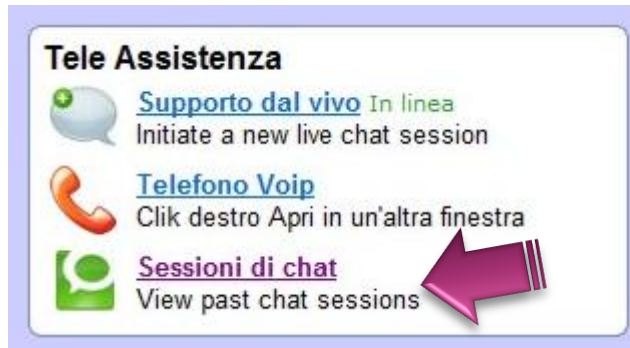 Tele Assistenza
Supporto dal vivo In linea
Initiate a new live chat session
Telefono Voip
Clik destro Apri in un'altra finestra
Sessioni di chat
View past chat sessions